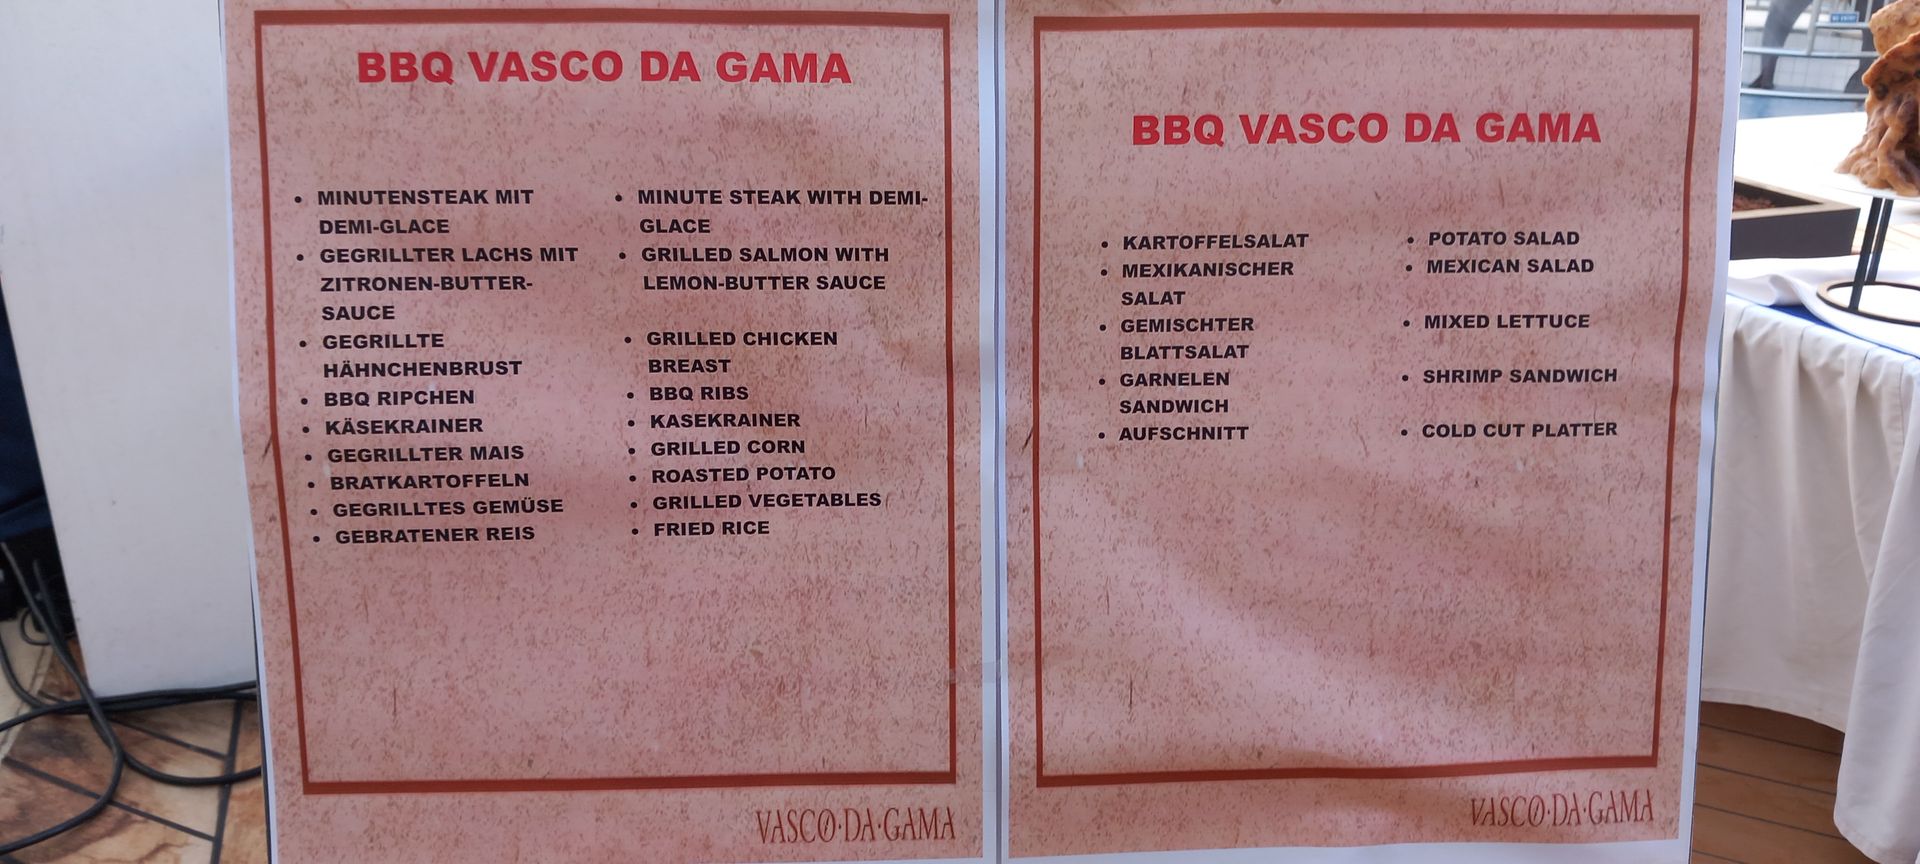 BBQ VASCO DA GAMA
• MINUTENSTEAK MIT
DEMI-GLACE
• GEGRILLTER LACHS MIT
ZITRONEN-BUTTER-
SAUCE
• GEGRILLTE
HÄHNCHENBRUST
• BBQ RIPCHEN
• KÄSEKRAINER
• GEGRILLTER MAIS
• BRATKARTOFFELN
• GEGRILLTES GEMÜSE
• GEBRATENER REIS
• MINUTE STEAK WITH DEMI-
GLACE
• GRILLED SALMON WITH
LEMON-BUTTER SAUCE
• GRILLED CHICKEN
BREAST
• BBQ RIBS
• KASEKRAINER
• GRILLED CORN
• ROASTED POTATO
• GRILLED VEGETABLES
• FRIED RICE
VASCO·DA·GAMA
BBQ VASCO DA GAMA
• KARTOFFELSALAT
• MEXIKANISCHER
SALAT
• GEMISCHTER
BLATTSALAT
• GARNELEN
SANDWICH
• AUFSCHNITT
• POTATO SALAD
• MEXICAN SALAD
• MIXED LETTUCE
• SHRIMP SANDWICH
• COLD CUT PLATTER
VASCO·DA·GAMA